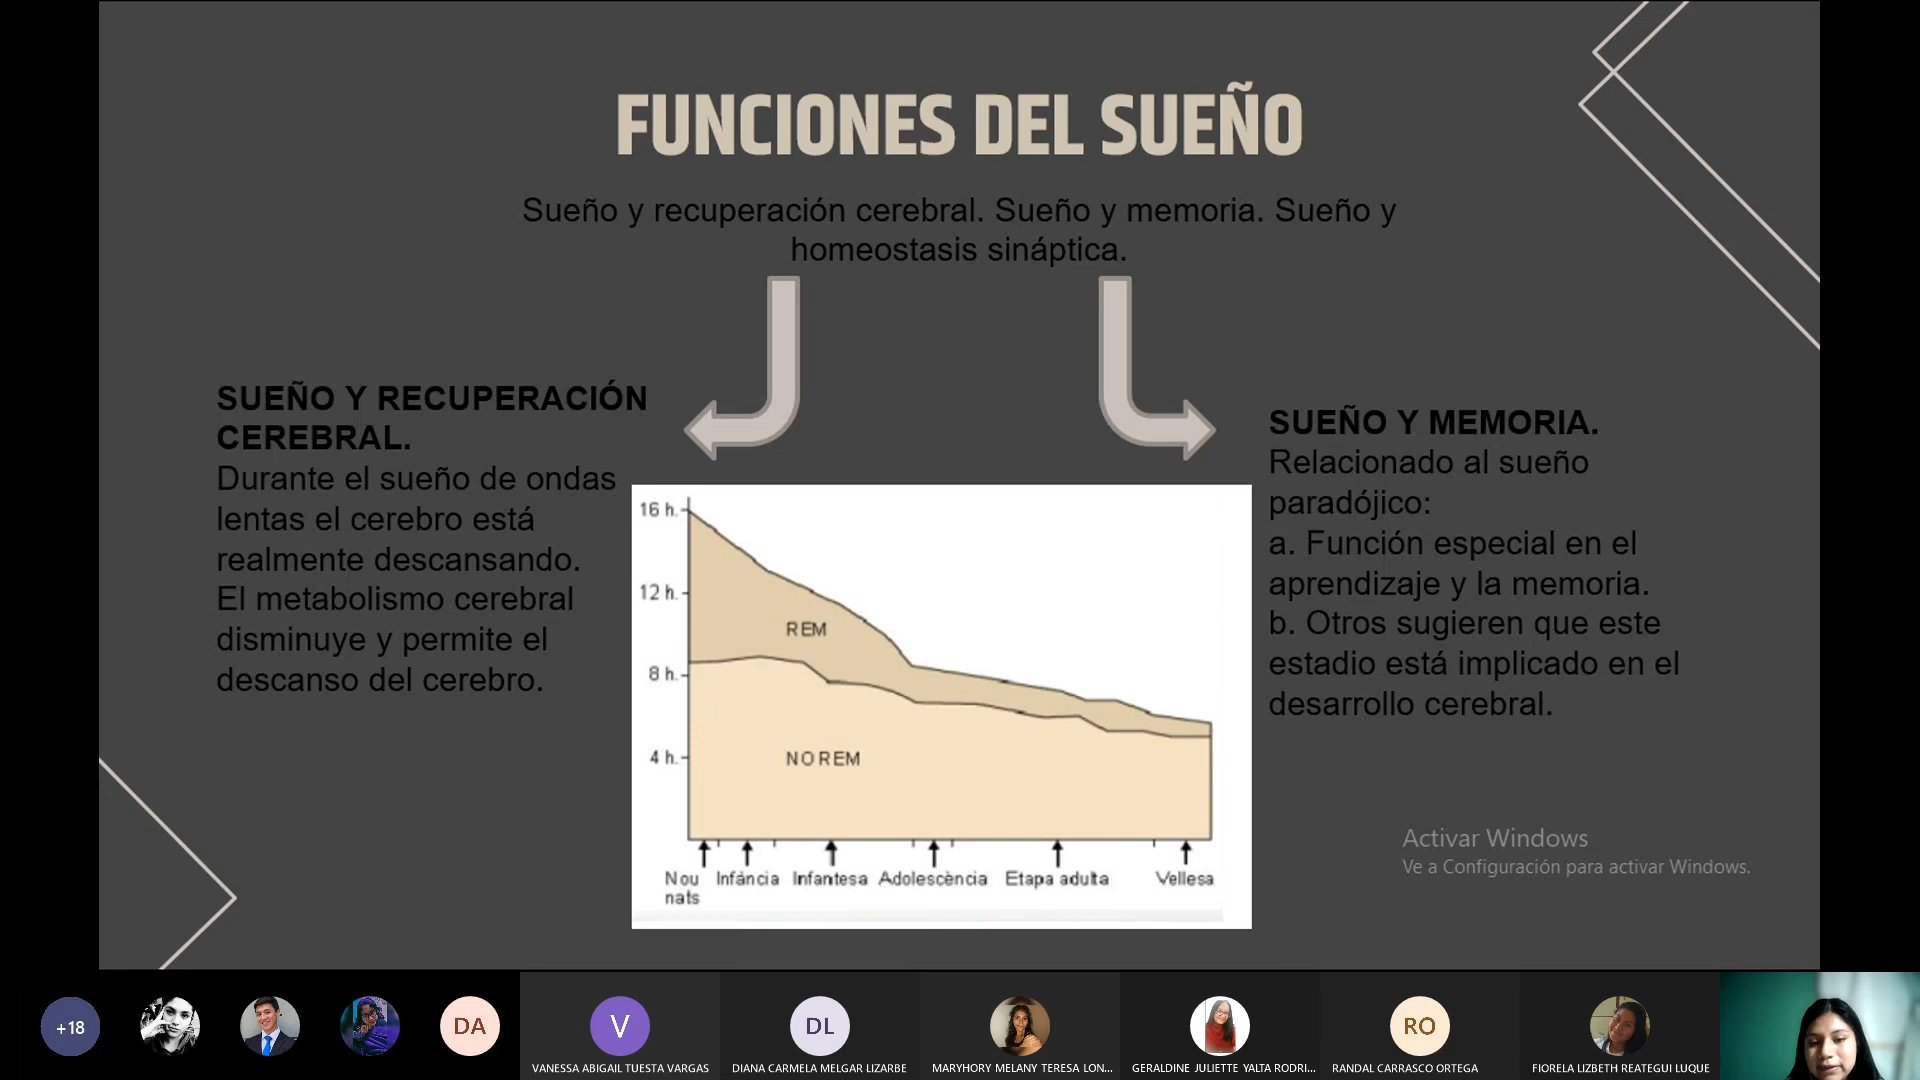 FUNCIONES DEL SUEÑO
Sueño y recuperación cerebral. Sueño y memoria. Sueño y
homeostasis sináptica.
SUEÑO Y RECUPERACIÓN
CEREBRAL.
Durante el sueño de ondas
lentas el cerebro está
realmente descansando.
El metabolismo cerebral
disminuye y permite el
descanso del cerebro.
16 h.
12 h.
8 h.
4 h.
REM
NO REM
Nou
nats
Infáncia
Infantesa
Adolescència
Etapa adulta
Vellesa
SUEÑO Y MEMORIA.
Relacionado al sueño
paradójico:
a. Función especial en el
aprendizaje y la memoria.
b. Otros sugieren que este
estadio está implicado en el
desarrollo cerebral.
Activar Windows
Ve a Configuración para activar Windows.
+18
DA
V
VANESSA ABIGAIL TUESTA VARGAS
DL
DIANA CARMELA MELGAR LIZARBE
MARYHORY MELANY TERESA LON...
GERALDINE JULIETTE YALTA RODRI...
RO
RANDAL CARRASCO ORTEGA
FIORELA LIZBETH REATEGUI LUQUE